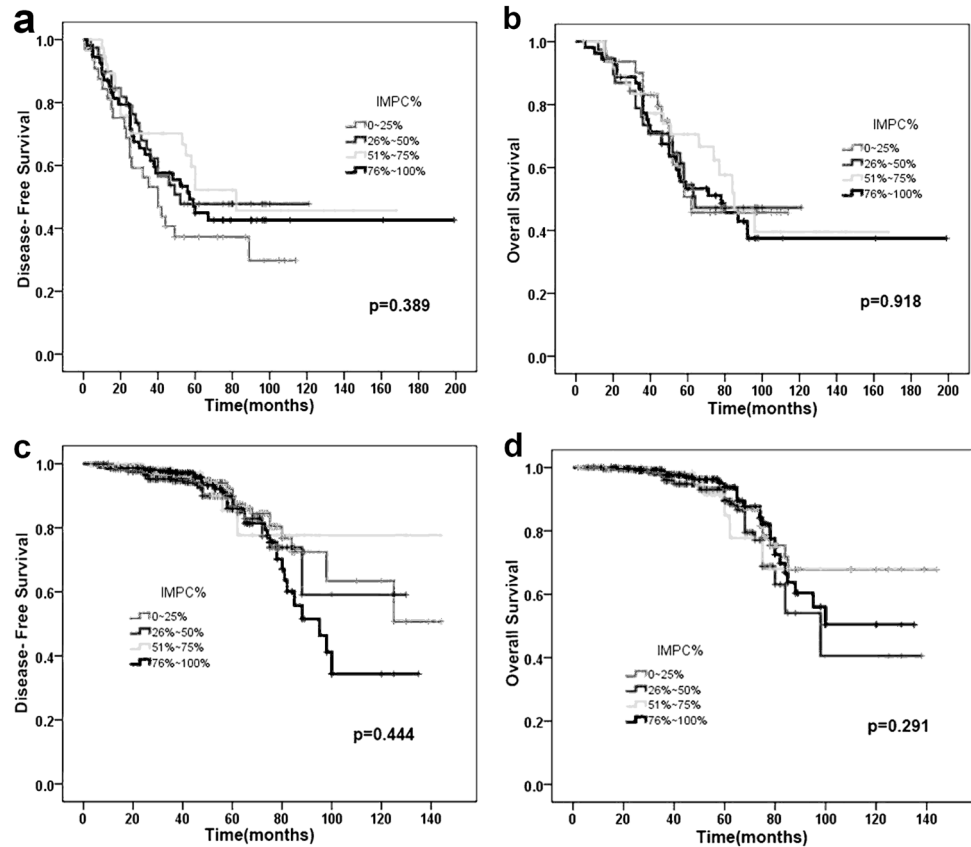 a
Disease- Free Survival
1.0
0.8
0.6
0.4
0.2
0.0
IMPC%
0~25%
26%~50%
51%~75%
76%~100%
p=0.389
0 20 40 60 80 100 120 140 160 180 200
Time(months)
b
Overall Survival
1.0
0.8
0.6
0.4
0.2
0.0
IMPC%
0~25%
26%~50%
51%~75%
76%~100%
p=0.918
0 20 40 60 80 100 120 140 160 180 200
Time(months)
c
Disease- Free Survival
1.0
0.8
0.6
0.4
0.2
0.0
IMPC%
0~25%
26%~50%
51%~75%
76%~100%
p=0.444
0 20 40 60 80 100 120 140
Time(months)
d
Overall Survival
1.0
0.8
0.6
0.4
0.2
0.0
IMPC%
0~25%
26%~50%
51%~75%
76%~100%
p=0.291
0 20 40 60 80 100 120 140
Time(months)